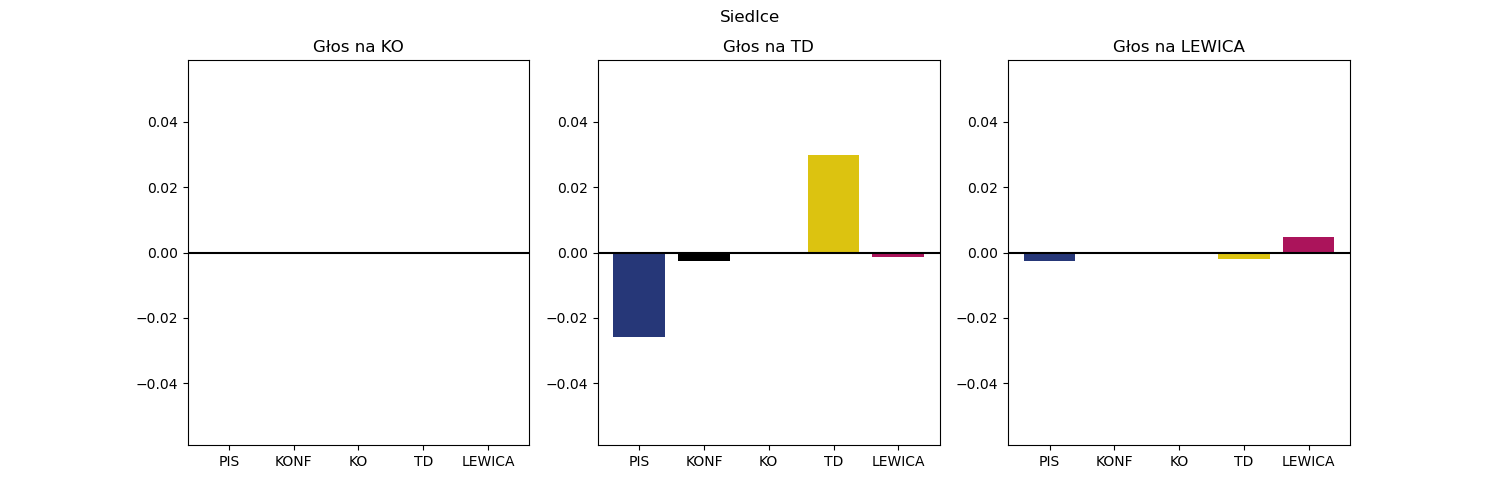 Siedlce
Głos na KO
0.04
0.02
0.00
−0.02
−0.04
PIS KONF KO TD LEWICA
Głos na TD
0.04
0.02
0.00
−0.02
−0.04
PIS KONF KO TD LEWICA
Głos na LEWICA
0.04
0.02
0.00
−0.02
−0.04
PIS KONF KO TD LEWICA